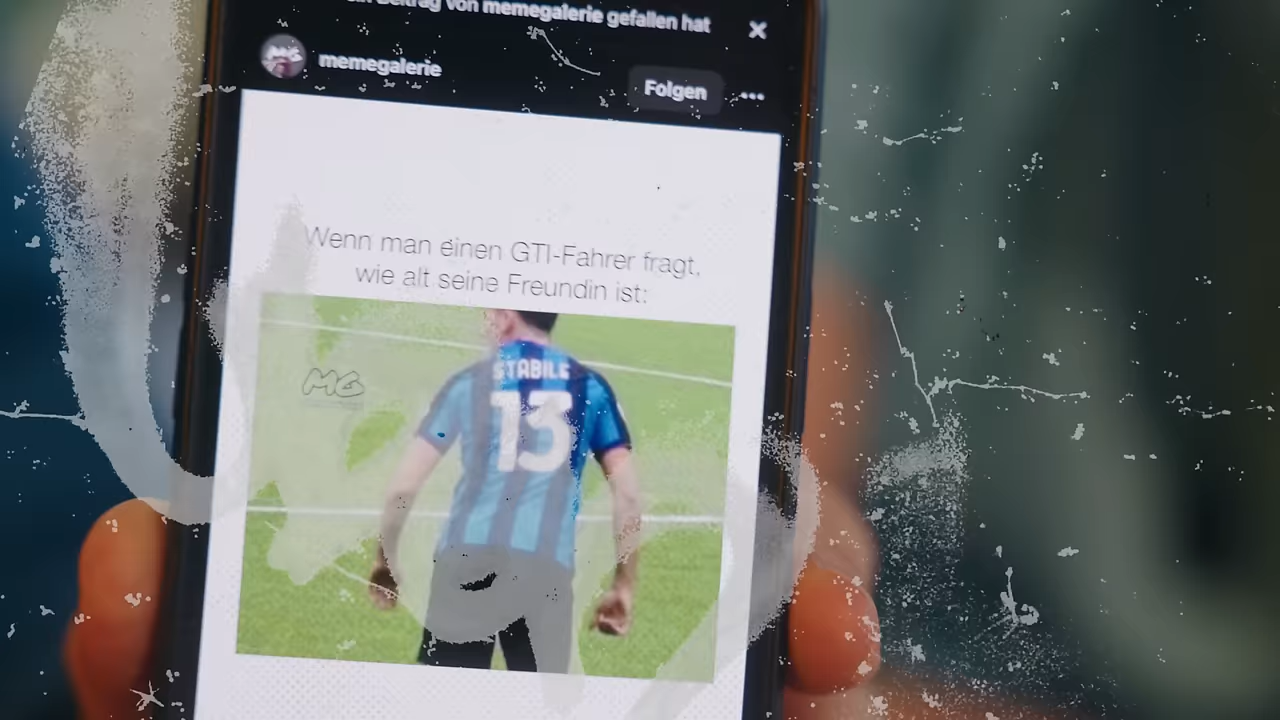 Beitrag von memegalerie gefallen hat
memegalerie
Folgen
Wenn man einen GTI-Fahrer fragt,
wie alt seine Freundin ist:
MG
STABILE
13